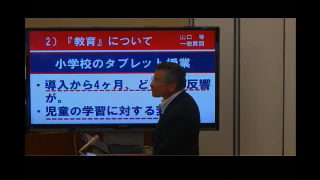 2）『教育』について
山口 等
一般質問
小学校のタブレット授業
・導入から4ヶ月、ど
反響
が。
・児童の学習に対する